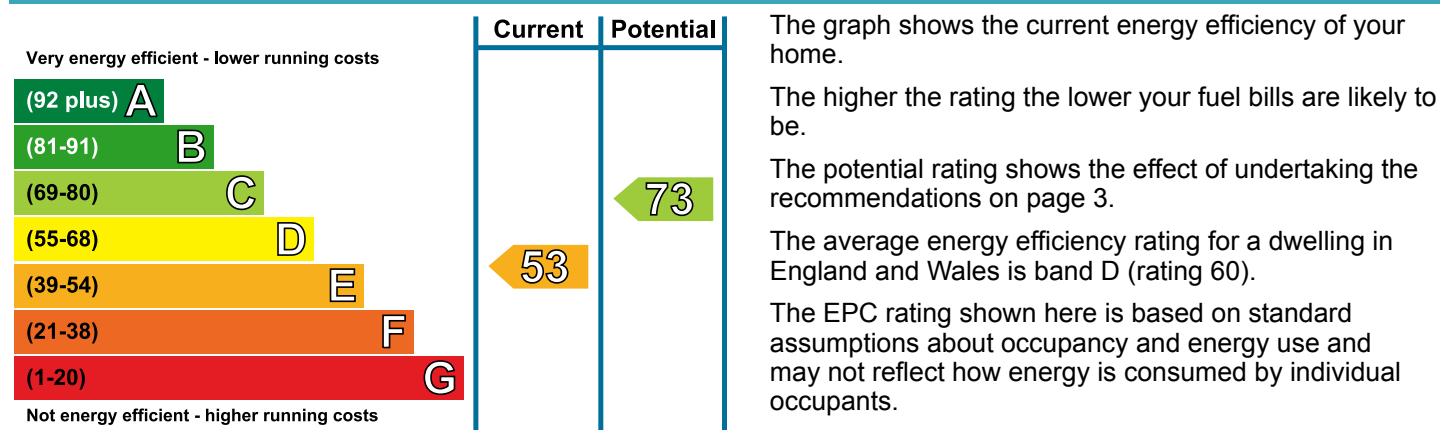 Current Potential
Very energy efficient - lower running costs
(92 plus) A
(81-91) B
(69-80) C
73
(55-68) D
53
(39-54) E
(21-38) F
(1-20) G
Not energy efficient - higher running costs
The graph shows the current energy efficiency of your
home.
The higher the rating the lower your fuel bills are likely to
be.
The potential rating shows the effect of undertaking the
recommendations on page 3.
The average energy efficiency rating for a dwelling in
England and Wales is band D (rating 60).
The EPC rating shown here is based on standard
assumptions about occupancy and energy use and
may not reflect how energy is consumed by individual
occupants.